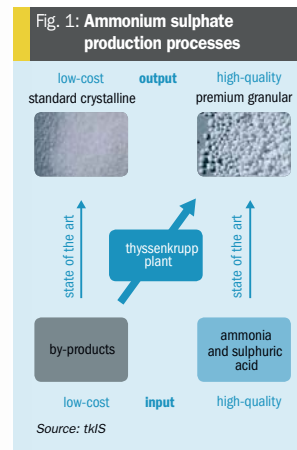 Fig. 1: Ammonium sulphate
production processes
low-cost output high-quality
standard crystalline premium granular
state of the art
thyssenkrupp
plant
state of the art
by-products
ammonia
and sulphuric
acid
low-cost input high-quality
Source: tkIS